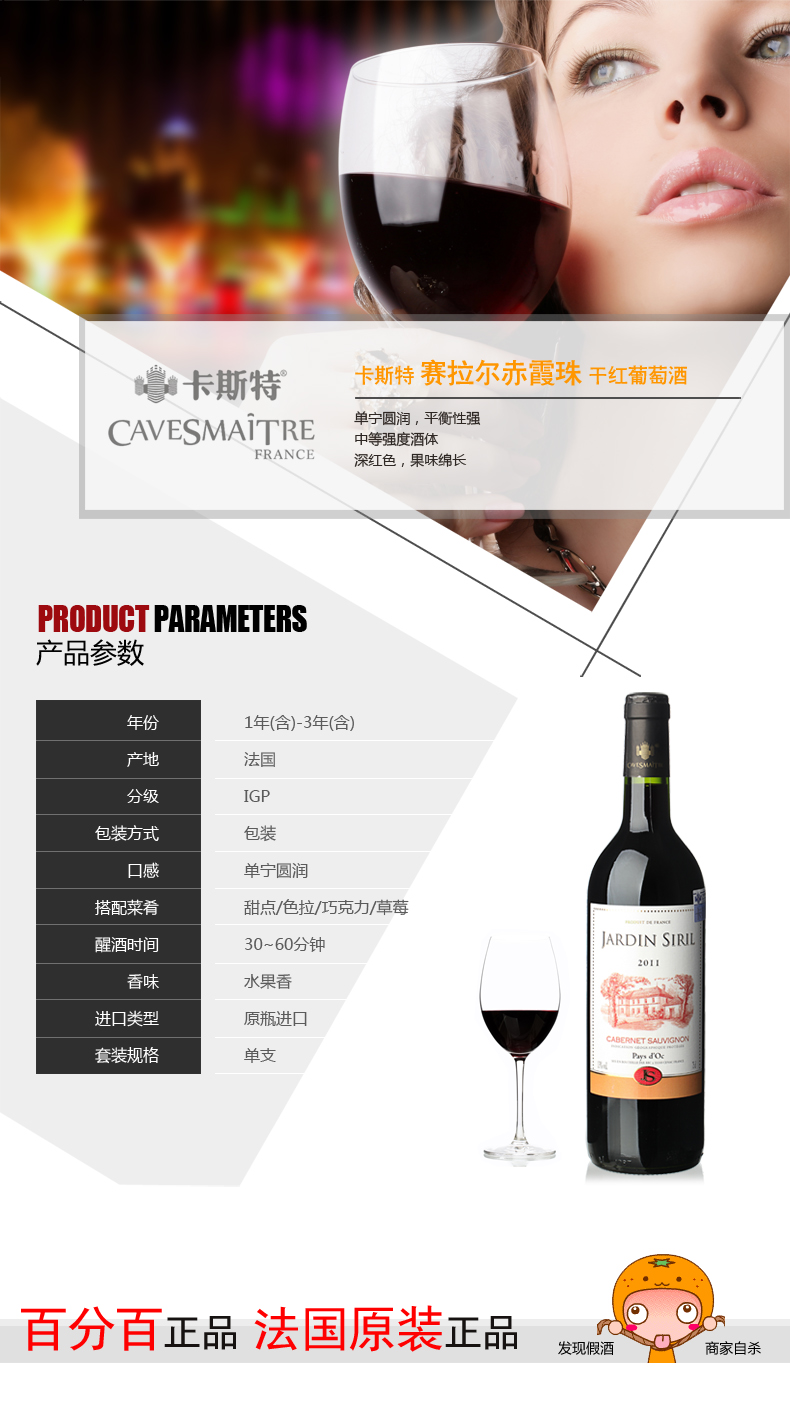 卡斯特®
CAVESMAÎTRE
FRANCE
卡斯特 赛拉尔赤霞珠 干红葡萄酒
单宁圆润，平衡性强
中等强度酒体
深红色，果味绵长
PRODUCT PARAMETERS
产品参数
年份 1年(含)-3年(含)
产地 法国
分级 IGP
包装方式 包装
口感 单宁圆润
搭配菜肴 甜点/色拉/巧克力/草莓
醒酒时间 30~60分钟
香味 水果香
进口类型 原瓶进口
套装规格 单支
CAVESMAÎTRE
PRODUIT DE FRANCE
JARDIN SIRIL
2011
CABERNET SAUVIGNON
Pays d'Oc
百分百正品 法国原装正品
发现假酒 商家自杀